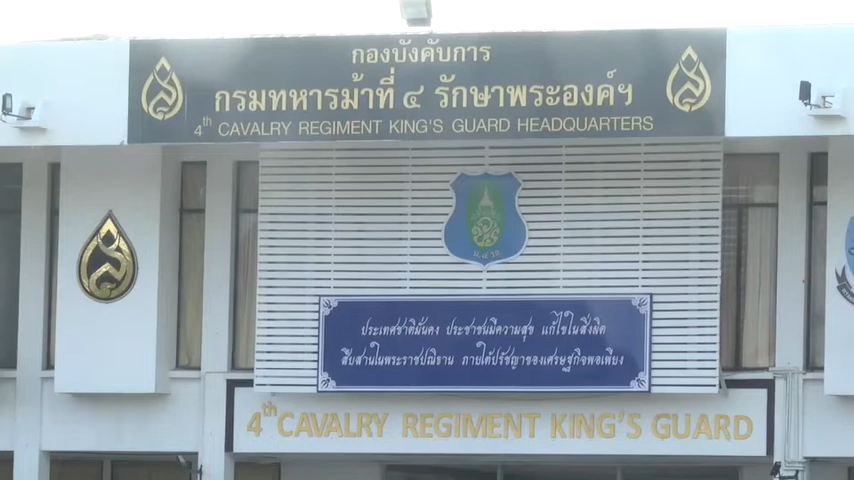 กองบังคับการ
กรมทหารม้าที่ ๔ รักษาพระองค์ฯ
4th CAVALRY REGIMENT KING'S GUARD HEADQUARTERS
ม.๔ รอ.
ประเทศชาติมั่นคง ประชาชนมีความสุข แก้ไขในสิ่งผิด
สืบสานในพระราชปณิธาน ภายใต้ปรัชญาของเศรษฐกิจพอเพียง
4th CAVALRY REGIMENT KING'S GUARD